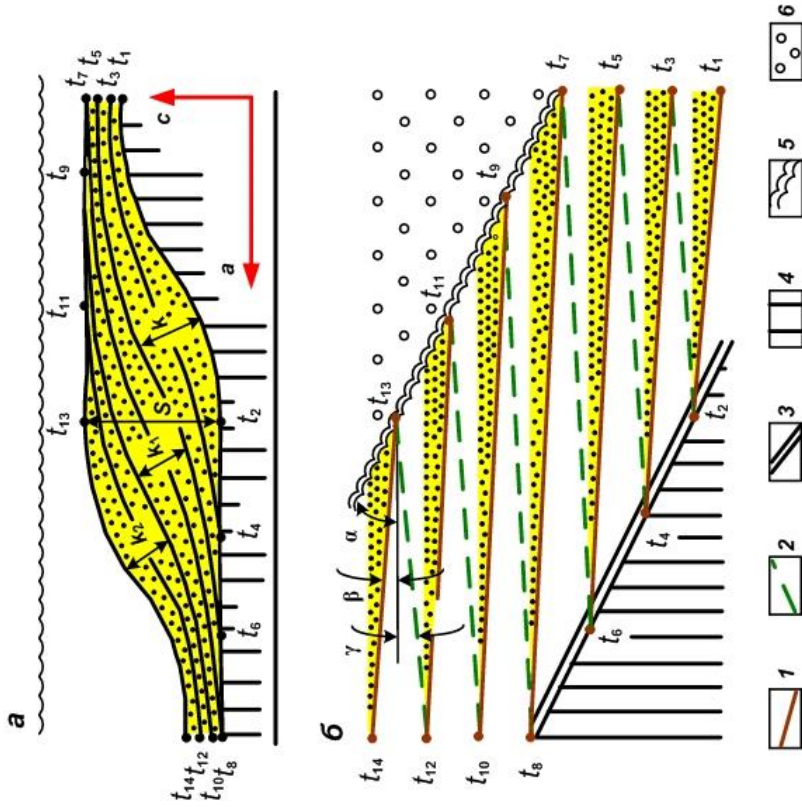 а
t₁₃ t₁₁ t₉ t₇ t₅ t₃ t₁
c
a
K₂ K₁ S K
t₁₄ t₁₂ t₁₀ t₈ t₆ t₄ t₂
б
t₁₃ t₁₁ t₉ t₇
t₅
t₃
t₁
α
β
γ
t₁₄
t₁₂
t₁₀
t₈
t₆ t₄ t₂
1 2 3 4 5 6